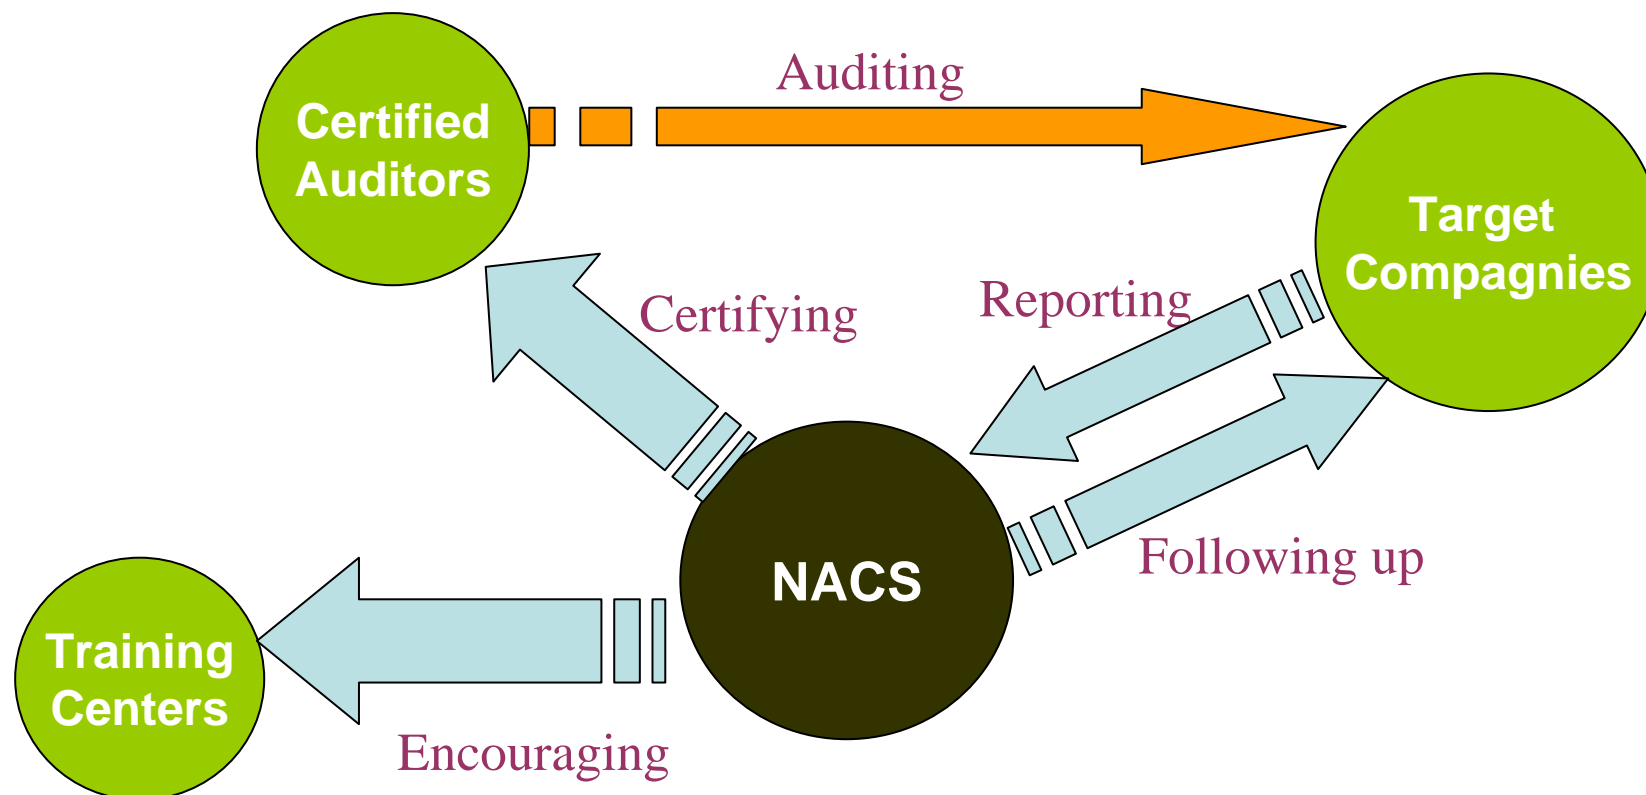 Auditing
Certified
Auditors
Target
Compagnies
Reporting
Certifying
Following up
NACS
Training
Centers
Encouraging